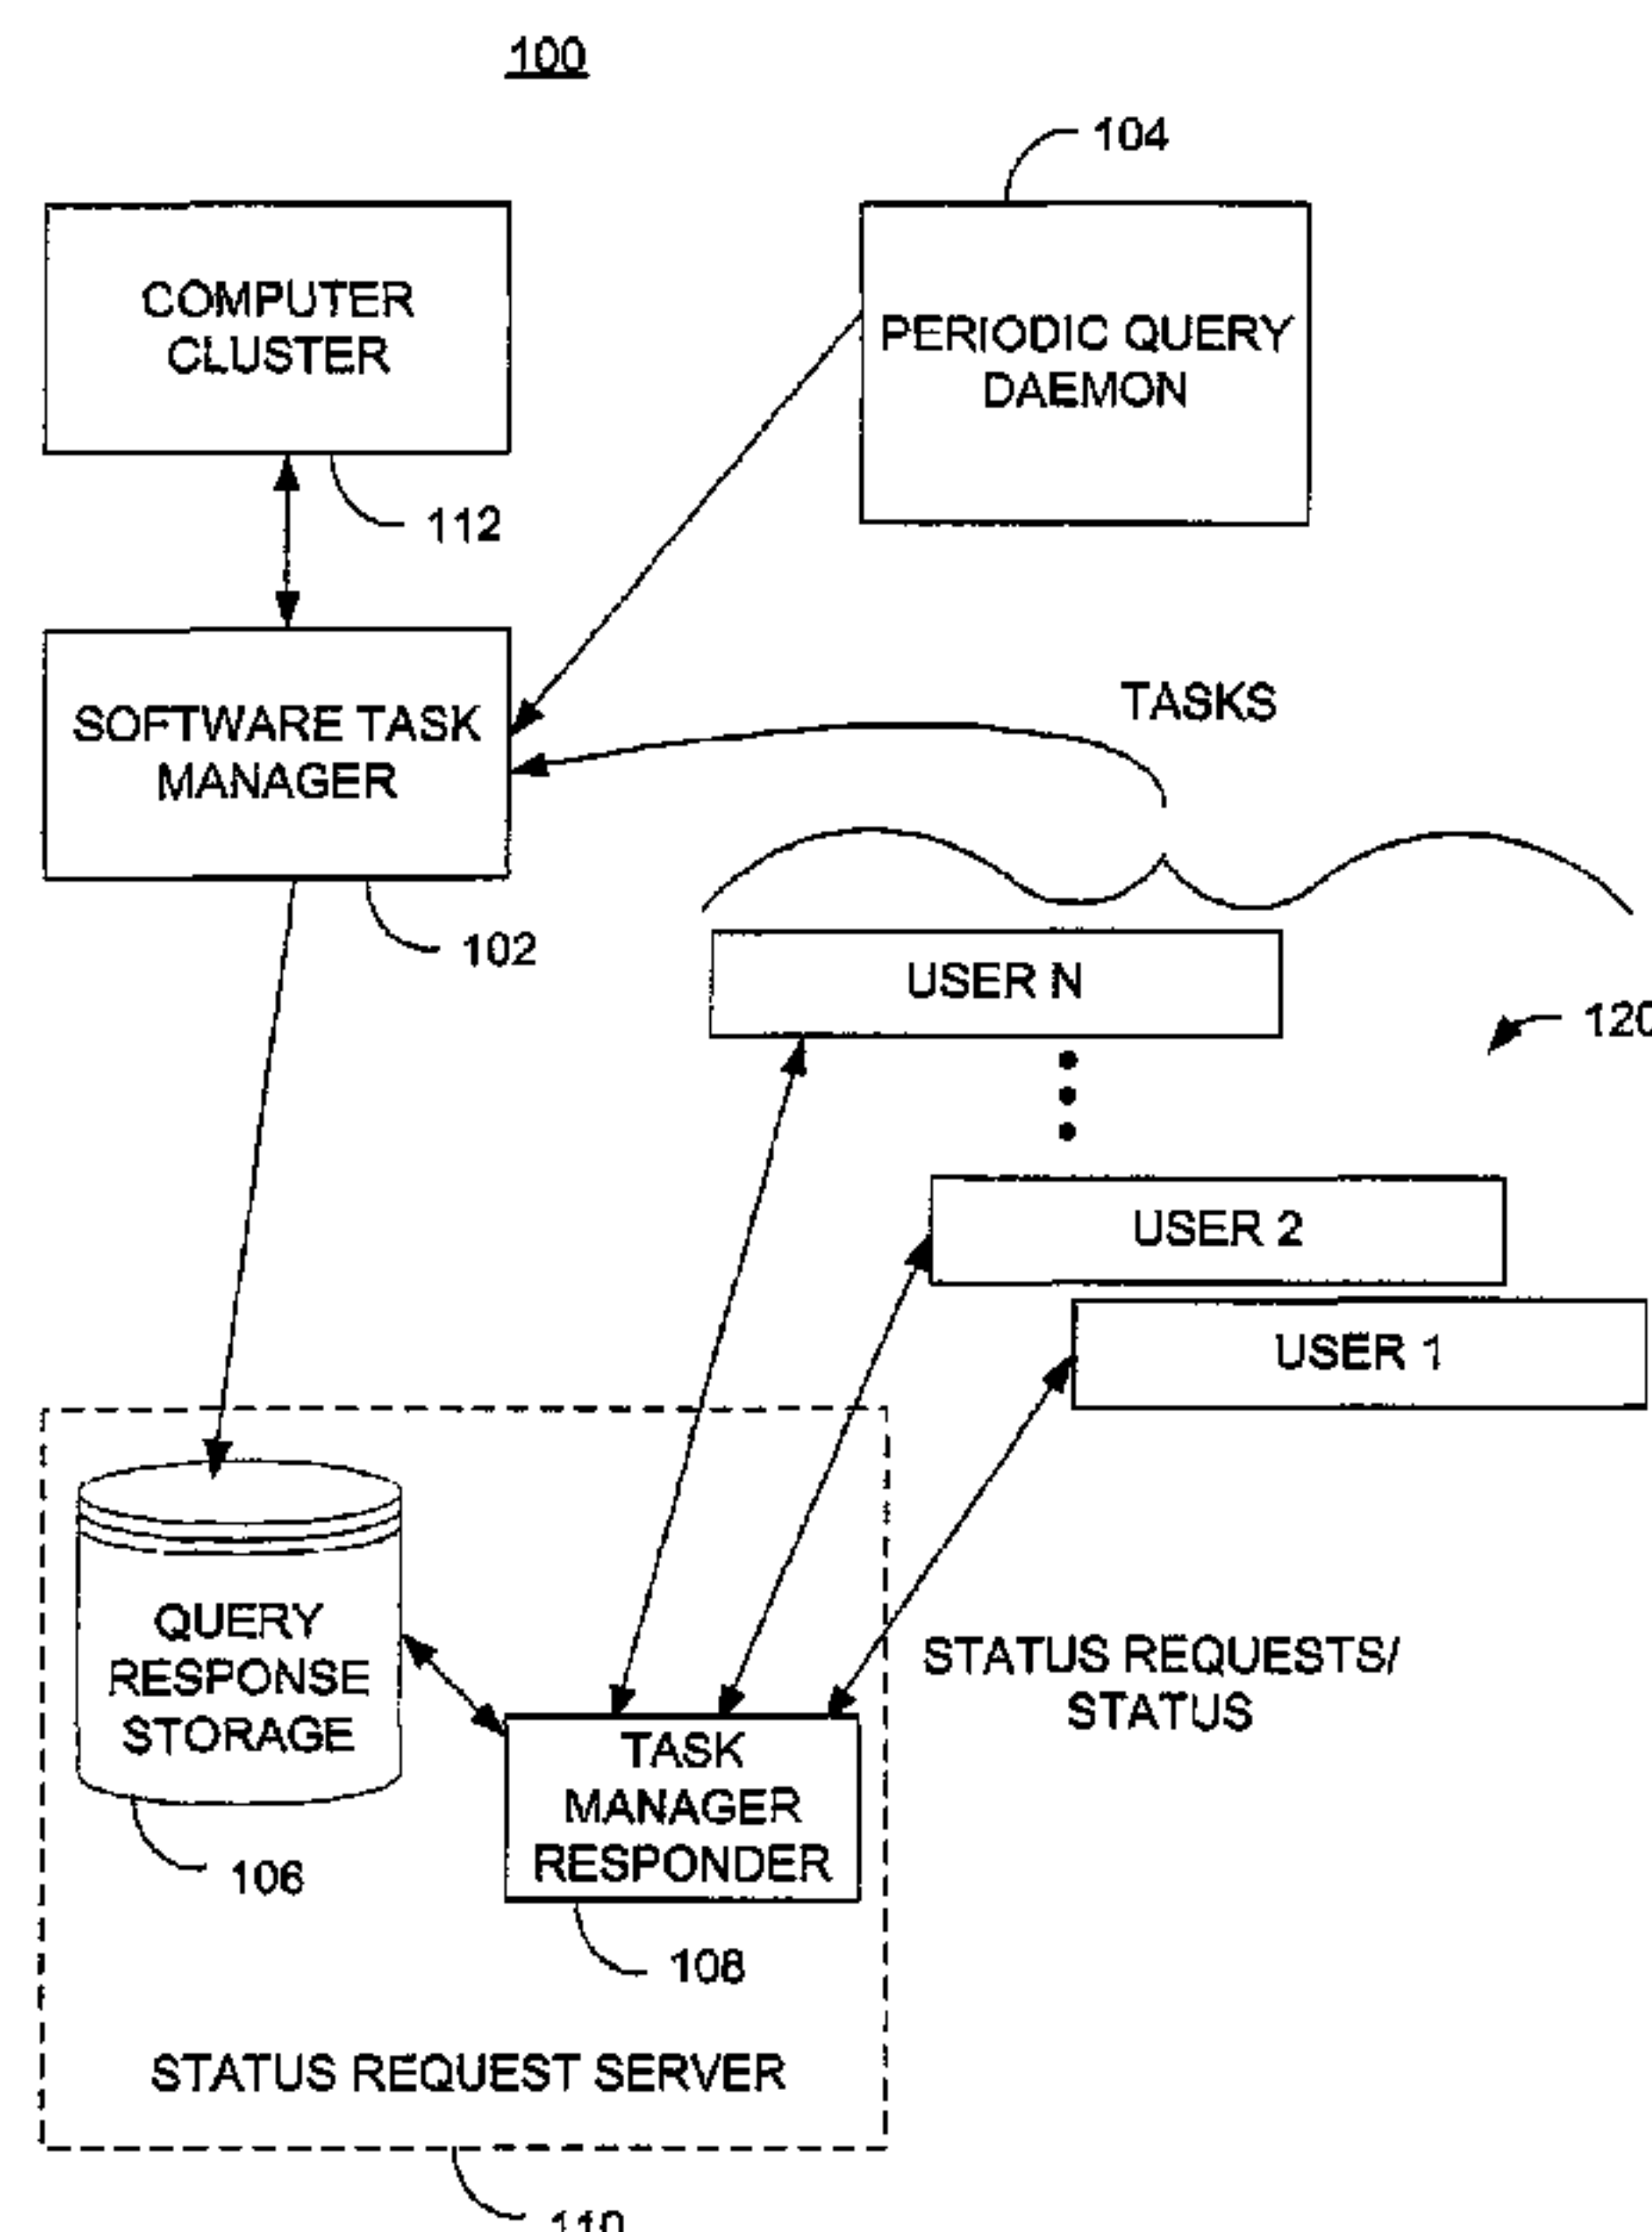 100
104
COMPUTER
CLUSTER
PERIODIC QUERY
DAEMON
112
SOFTWARE TASK
MANAGER
TASKS
102
USER N
120
USER 2
USER 1
QUERY
RESPONSE
STORAGE
STATUS REQUESTS/
STATUS
TASK
MANAGER
RESPONDER
106
108
STATUS REQUEST SERVER
110